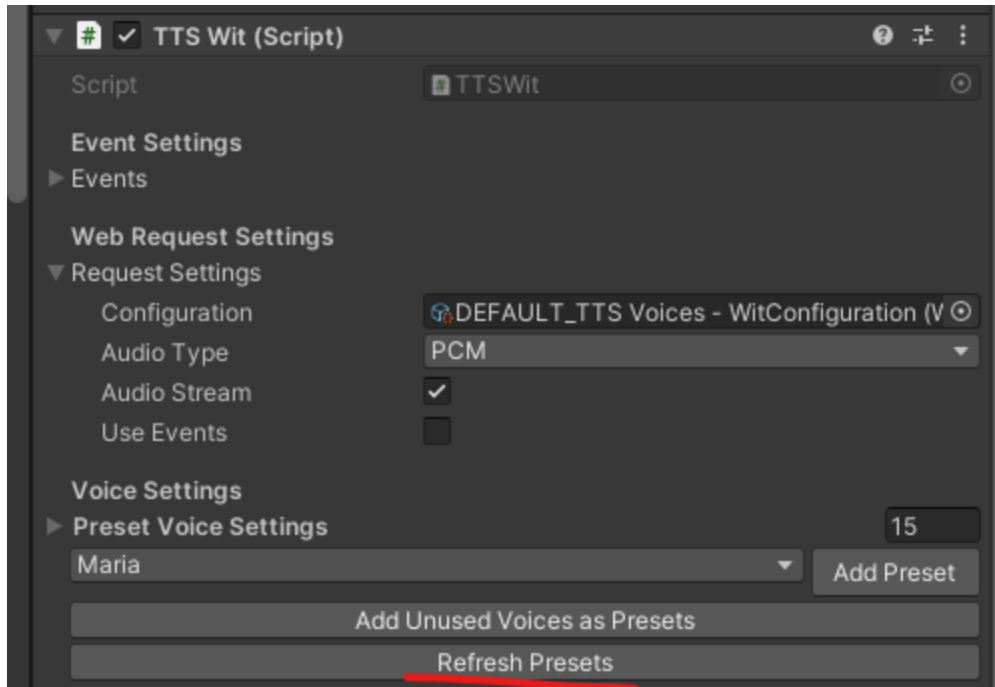 TTS Wit (Script)
Script TTSWit
Event Settings
Events
Web Request Settings
Request Settings
Configuration DEFAULT_TTS Voices - WitConfiguration (W
Audio Type PCM
Audio Stream
Use Events
Voice Settings
Preset Voice Settings 15
Maria Add Preset
Add Unused Voices as Presets
Refresh Presets